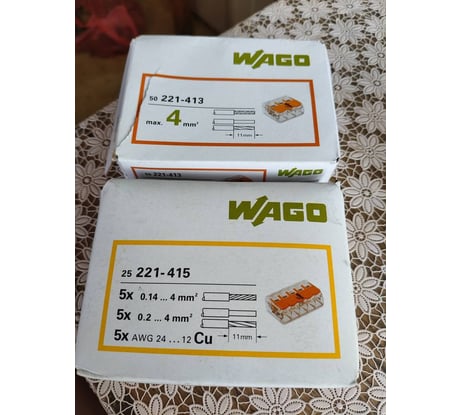 WAGO
50 221-413
max. 4 mm²
11mm
50 221-413
WAGO
WAGO
25 221-415
5x 0.14 ... 4 mm²
5x 0.2 ... 4 mm²
5x AWG 24 ... 12 Cu
11mm